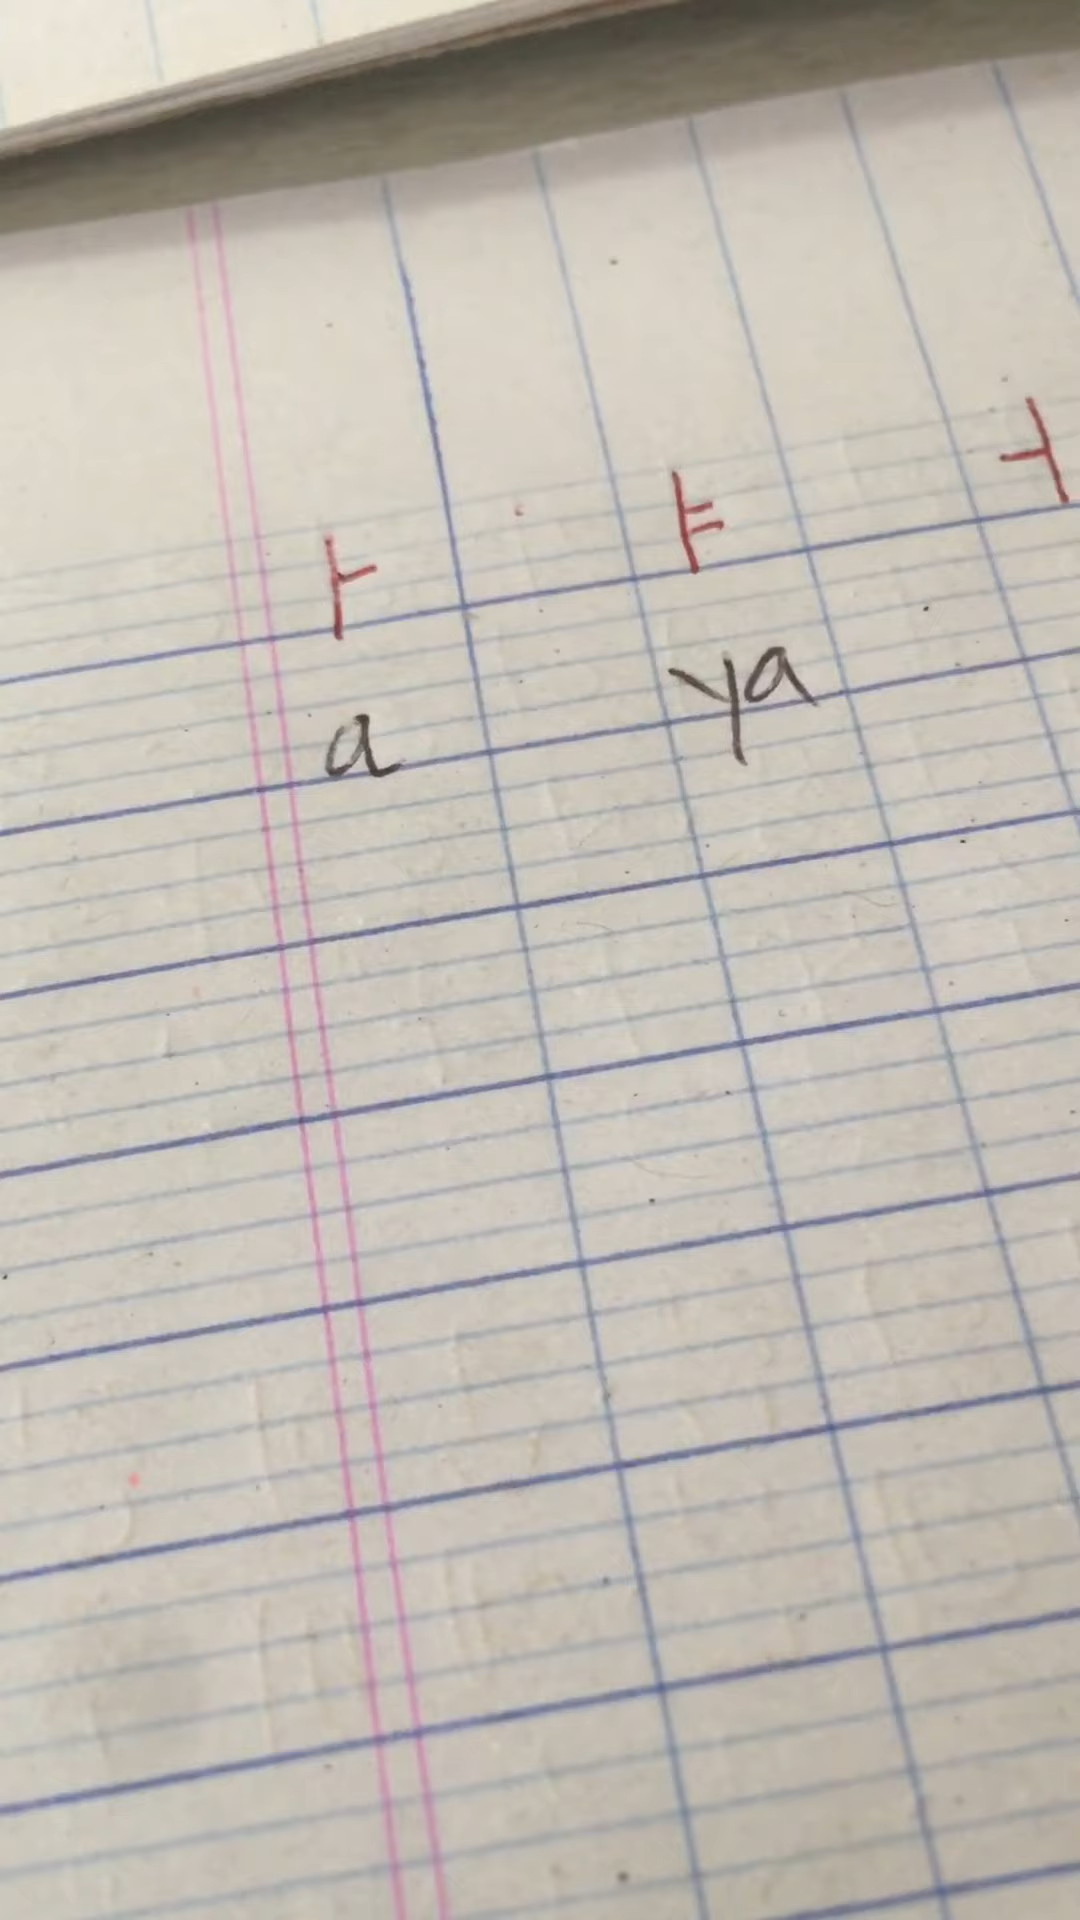 ㅏ ㅑ ㅓ
a ya